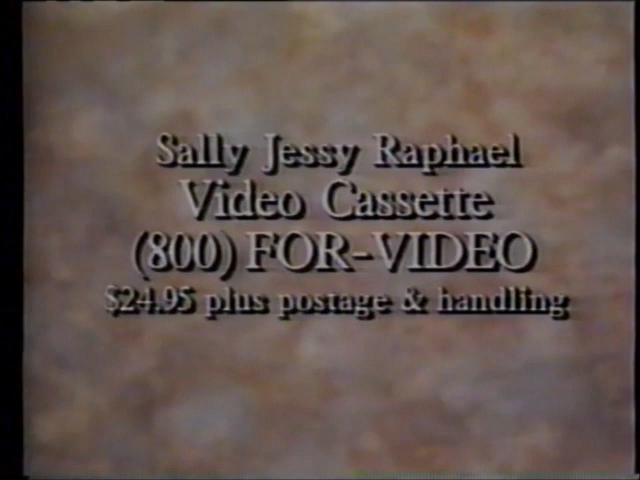 Sally Jessy Raphael
Video Cassette
(800) FOR-VIDEO
$24.95 plus postage & handling